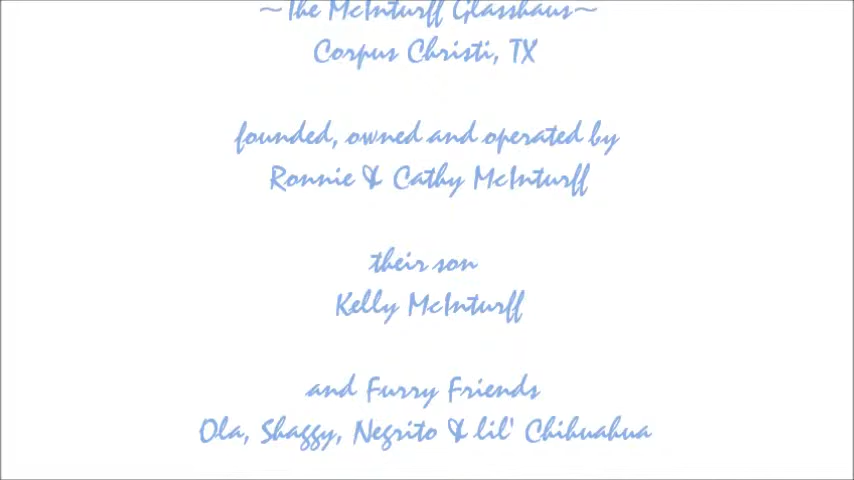 ~The McInturff Glasshaus~
Corpus Christi, TX
founded, owned and operated by
Ronnie & Cathy McInturff
their son
Kelly McInturff
and Furry Friends
Ola, Shaggy, Negrito & lil' Chihuahua